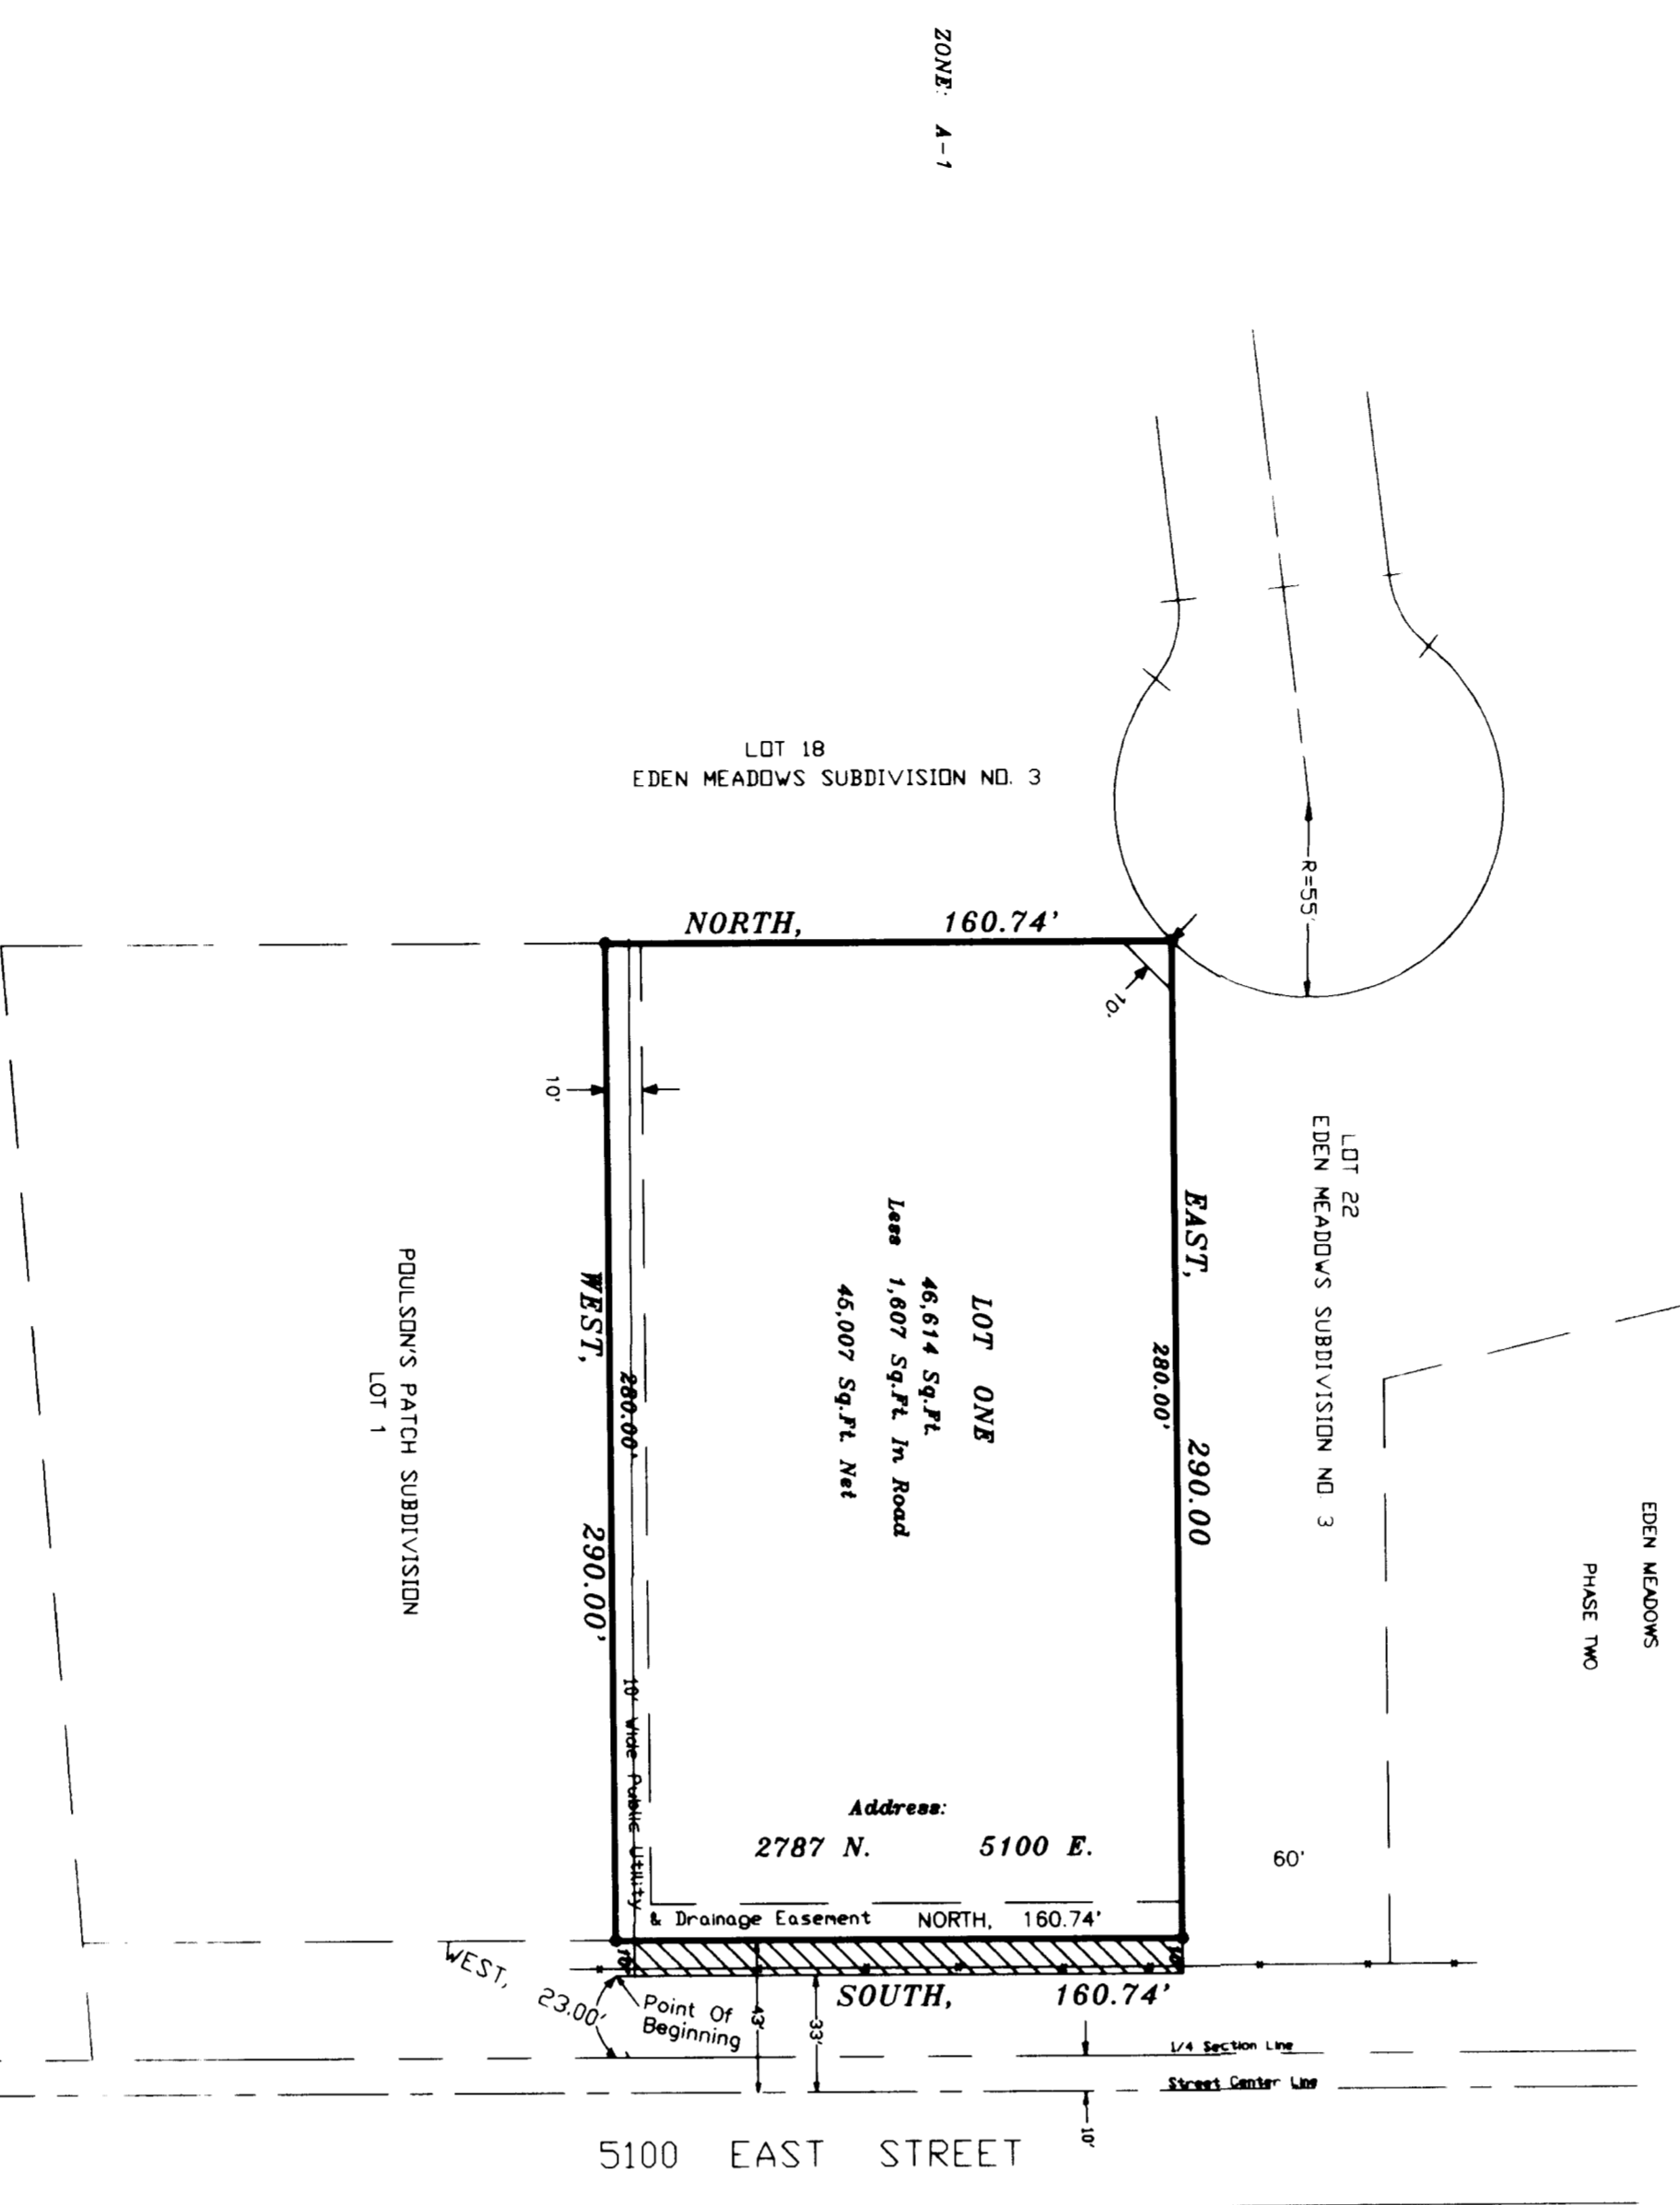 ZONE: A-1
LOT 18
EDEN MEADOWS SUBDIVISION NO. 3
R=55'
NORTH, 160.74'
10'
10'
LOT 22
EDEN MEADOWS SUBDIVISION NO. 3
EAST, 290.00
280.00'
LOT ONE
46,614 Sq.Ft.
Less 1,607 Sq.Ft. In Road
45,007 Sq.Ft. Net
WEST, 290.00'
280.00'
POULSON'S PATCH SUBDIVISION
LOT 1
EDEN MEADOWS
PHASE TWO
10' Wide Public Utility
& Drainage Easement
Address:
2787 N. 5100 E.
60'
NORTH, 160.74'
10'
10'
SOUTH, 160.74'
WEST, 23.00'
Point Of
Beginning
43'
33'
1/4 Section Line
Street Center Line
10'
5100 EAST STREET